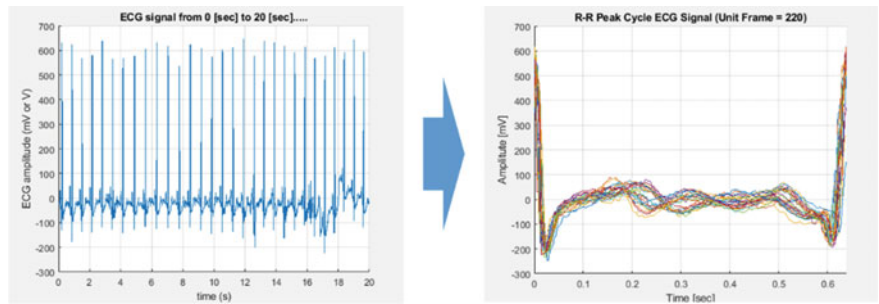 ECG signal from 0 [sec] to 20 [sec].....
700
600
500
400
300
200
100
0
-100
-200
-300
ECG amplitude (mV or V)
0 2 4 6 8 10 12 14 16 18 20
time (s)
R-R Peak Cycle ECG Signal (Unit Frame = 220)
700
600
500
400
300
200
100
0
-100
-200
-300
Amplitute [mV]
0 0.1 0.2 0.3 0.4 0.5 0.6
Time [sec]